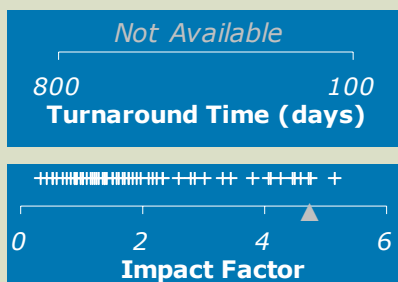 Not Available
800 100
Turnaround Time (days)
0 2 4 6
Impact Factor